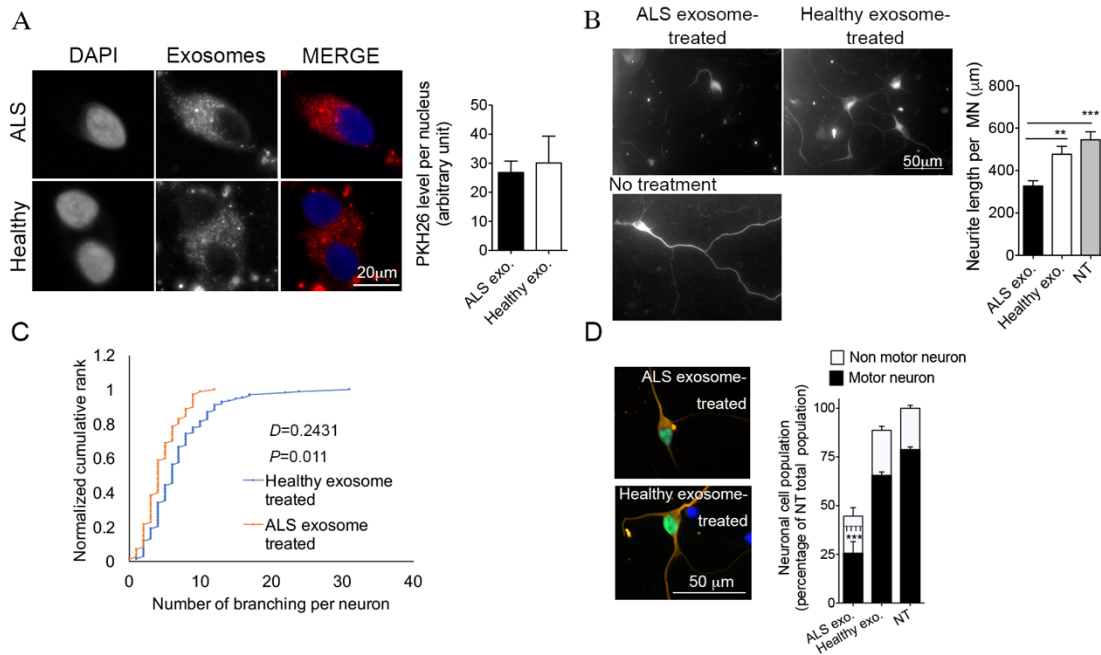 A
DAPI
Exosomes
MERGE
ALS
Healthy
20μm
PKH26 level per nucleus
(arbitrary unit)
50
40
30
20
10
0
ALS exo.
Healthy exo.
B
ALS exosome-
treated
Healthy exosome-
treated
50μm
No treatment
Neurite length per MN (μm)
800
600
400
200
0
***
**
ALS exo.
Healthy exo.
NT
C
Normalized cumulative rank
1.2
1
0.8
0.6
0.4
0.2
0
D=0.2431
P=0.011
Healthy exosome
treated
ALS exosome
treated
0
10
20
30
40
Number of branching per neuron
D
ALS exosome-
treated
Healthy exosome-
treated
50 μm
Non motor neuron
Motor neuron
Neuronal cell population
(percentage of NT total population)
100
75
50
25
0
***
ALS exo.
Healthy exo.
NT